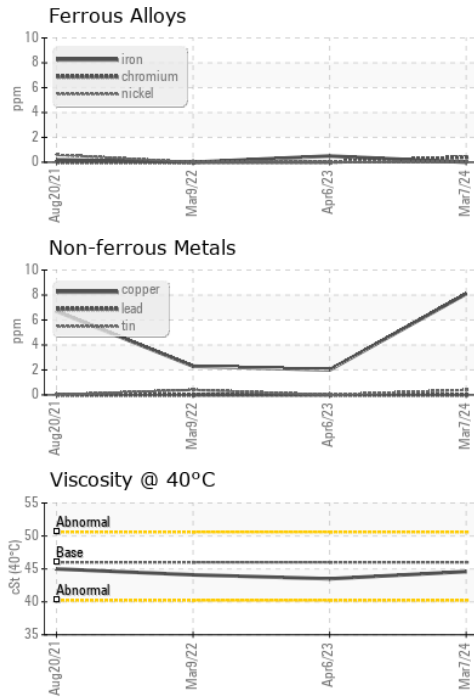 Ferrous Alloys
10
8
6
4
2
0
ppm
iron
chromium
nickel
Aug20/21
Mar9/22
Apr6/23
Mar7/24
Non-ferrous Metals
10
8
6
4
2
0
ppm
copper
lead
tin
Aug20/21
Mar9/22
Apr6/23
Mar7/24
Viscosity @ 40°C
55
50
45
40
35
cSt (40°C)
Abnormal
Base
Abnormal
Aug20/21
Mar9/22
Apr6/23
Mar7/24